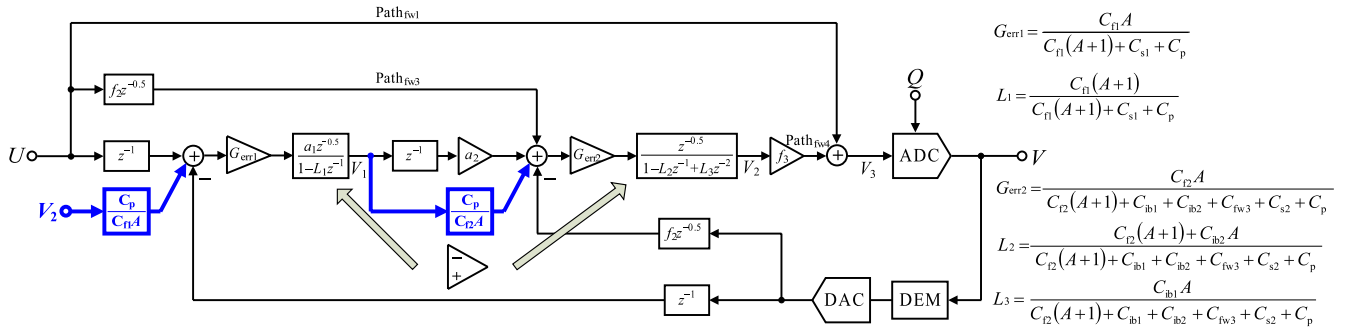 Path_fw1
G_err1 = C_f1 A / (C_f1(A+1)+C_s1+C_p)
f_2 z^-0.5
Path_fw3
Q
L_1 = C_f1(A+1) / (C_f1(A+1)+C_s1+C_p)
U
z^-1
+
G_err1
a_1 z^-0.5 / (1-L_1 z^-1)
V_1
z^-1
a_2
+
G_err2
z^-0.5 / (1-L_2 z^-1+L_3 z^-2)
V_2
f_3
Path_fw4
+
V_3
ADC
V
−
−
V_2
C_p / (C_f1 A)
C_p / (C_f2 A)
G_err2 = C_f2 A / (C_f2(A+1)+C_ib1+C_ib2+C_fw3+C_s2+C_p)
f_2 z^-0.5
−
+
L_2 = (C_f2(A+1)+C_ib2 A) / (C_f2(A+1)+C_ib1+C_ib2+C_fw3+C_s2+C_p)
z^-1
DAC
DEM
L_3 = C_ib1 A / (C_f2(A+1)+C_ib1+C_ib2+C_fw3+C_s2+C_p)